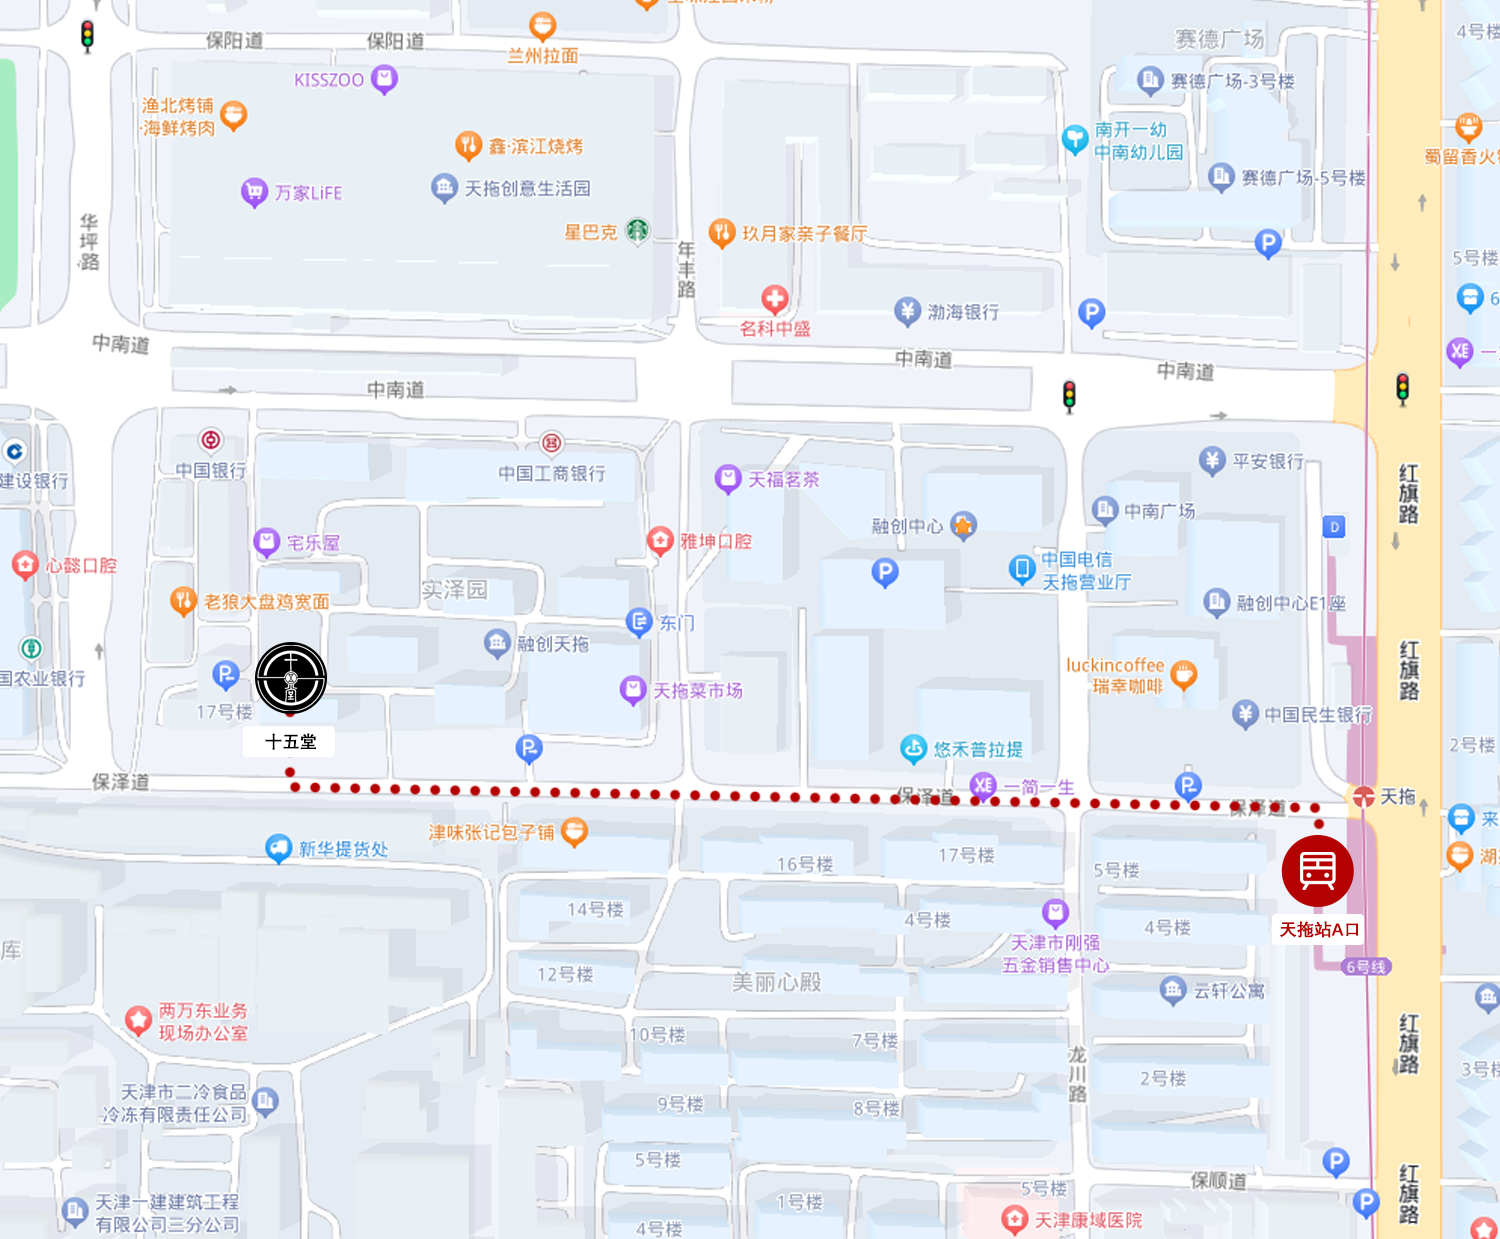 保阳道
保阳道
兰州拉面
赛德广场
KISSZOO
赛德广场-3号楼
渔北烤铺
·海鲜烤肉
鑫·滨江烧烤
南开一幼
中南幼儿园
万家LiFE
天拖创意生活园
赛德广场-5号楼
P
华坪路
星巴克
年丰路
玖月家亲子餐厅
5号楼
名科中盛
渤海银行
P
中南道
中南道
中南道
中南道
XE
建设银行
中国银行
中国工商银行
天福茗茶
平安银行
红旗路
融创中心
中南广场
D
心懿口腔
宅乐屋
雅坤口腔
P
中国电信
天拖营业厅
实泽园
老狼大盘鸡宽面
东门
融创中心E1座
国农业银行
P
融创天拖
luckincoffee
瑞幸咖啡
红旗路
17号楼
天拖菜市场
中国民生银行
十五堂
P
悠禾普拉提
2号楼
保泽道
保泽道
XE
一简一生
P
保泽道
天拖
来
津味张记包子铺
新华提货处
16号楼
17号楼
5号楼
14号楼
4号楼
4号楼
天拖站A口
库
天津市刚强
五金销售中心
12号楼
美丽心殿
6号线
云轩公寓
两万东业务
现场办公室
10号楼
7号楼
红旗路
龙川路
2号楼
天津市二冷食品
冷冻有限责任公司
9号楼
8号楼
5号楼
P
保顺道
5号楼
天津一建建筑工程
有限公司三分公司
1号楼
4号楼
天津康域医院
P
红旗路